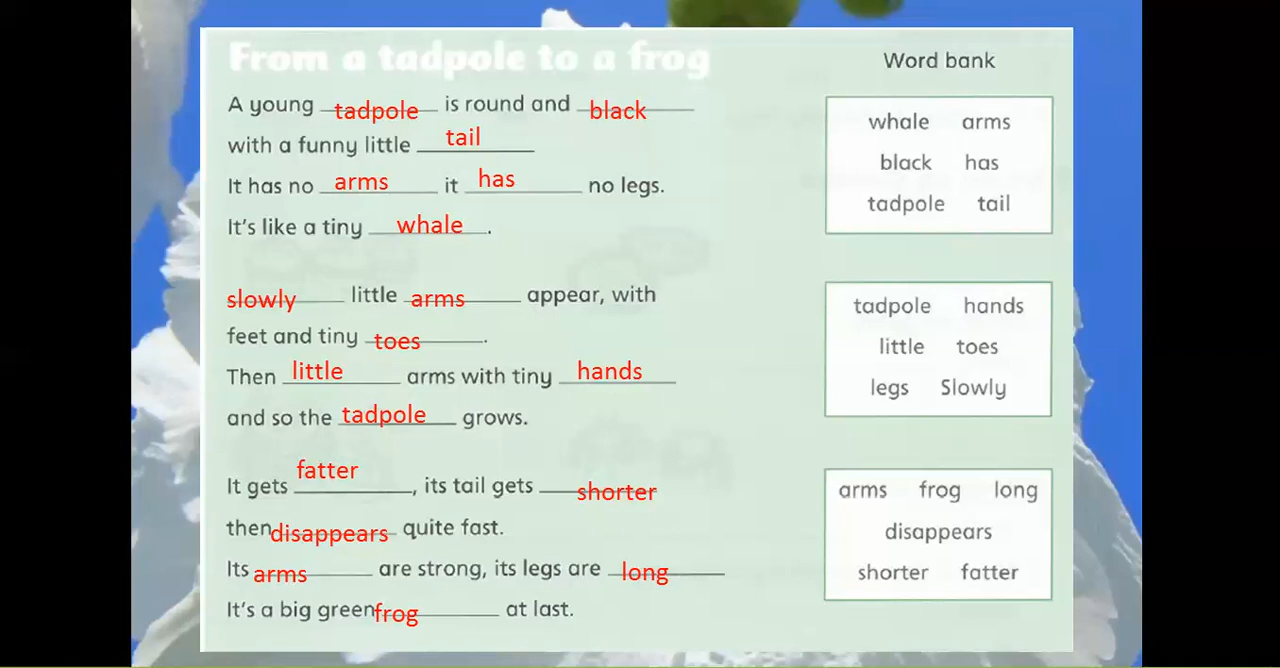 From a tadpole to a frog
A young tadpole is round and black
with a funny little tail
It has no arms it has no legs.
It's like a tiny whale.
slowly little arms appear, with
feet and tiny toes.
Then little arms with tiny hands
and so the tadpole grows.
It gets fatter, its tail gets shorter
then disappears quite fast.
Its arms are strong, its legs are long
It's a big green frog at last.
Word bank
whale arms
black has
tadpole tail
tadpole hands
little toes
legs Slowly
arms frog long
disappears
shorter fatter